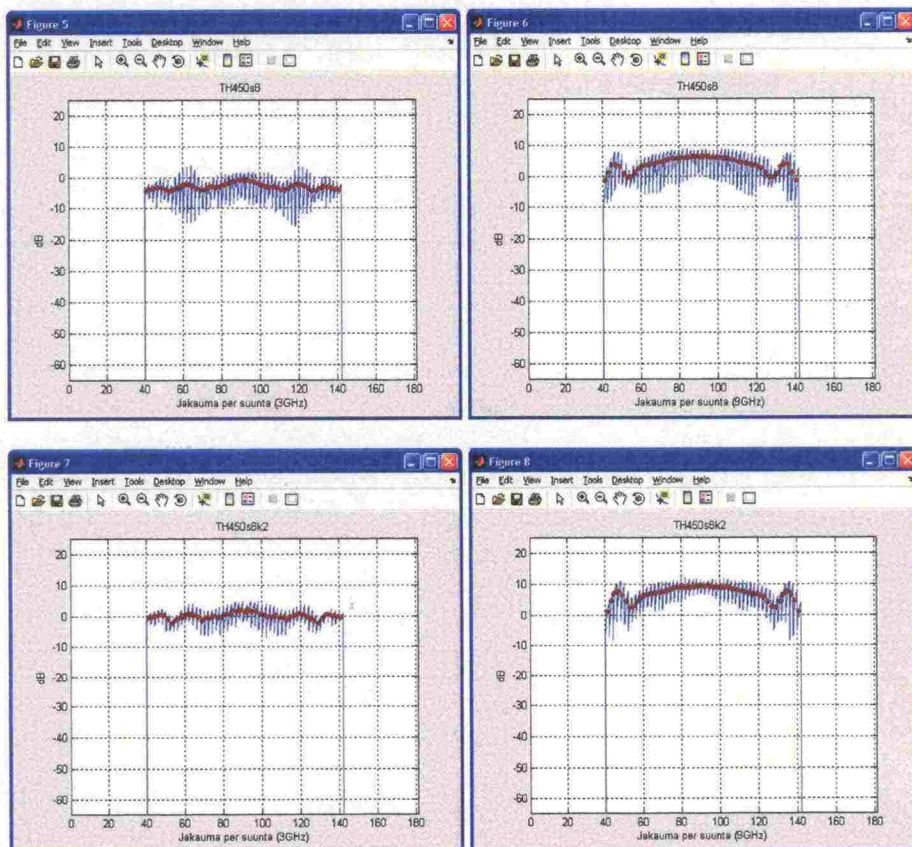 Figure 5
File Edit View Insert Tools Desktop Window Help
TH450s8
20
10
0
-10
-20
-30
-40
-50
-60
dB
0 20 40 60 80 100 120 140 160 180
Jakauma per suunta (3GHz)
Figure 6
File Edit View Insert Tools Desktop Window Help
TH450s8
20
10
0
-10
-20
-30
-40
-50
-60
dB
0 20 40 60 80 100 120 140 160 180
Jakauma per suunta (9GHz)
Figure 7
File Edit View Insert Tools Desktop Window Help
TH450s8k2
20
10
0
-10
-20
-30
-40
-50
-60
dB
0 20 40 60 80 100 120 140 160 180
Jakauma per suunta (3GHz)
Figure 8
File Edit View Insert Tools Desktop Window Help
TH450s8k2
20
10
0
-10
-20
-30
-40
-50
-60
dB
0 20 40 60 80 100 120 140 160 180
Jakauma per suunta (9GHz)